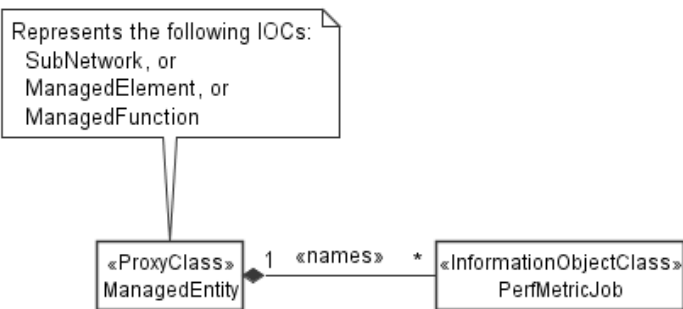 Represents the following IOCs:
SubNetwork, or
ManagedElement, or
ManagedFunction
«ProxyClass»
ManagedEntity
1 «names» *
«InformationObjectClass»
PerfMetricJob